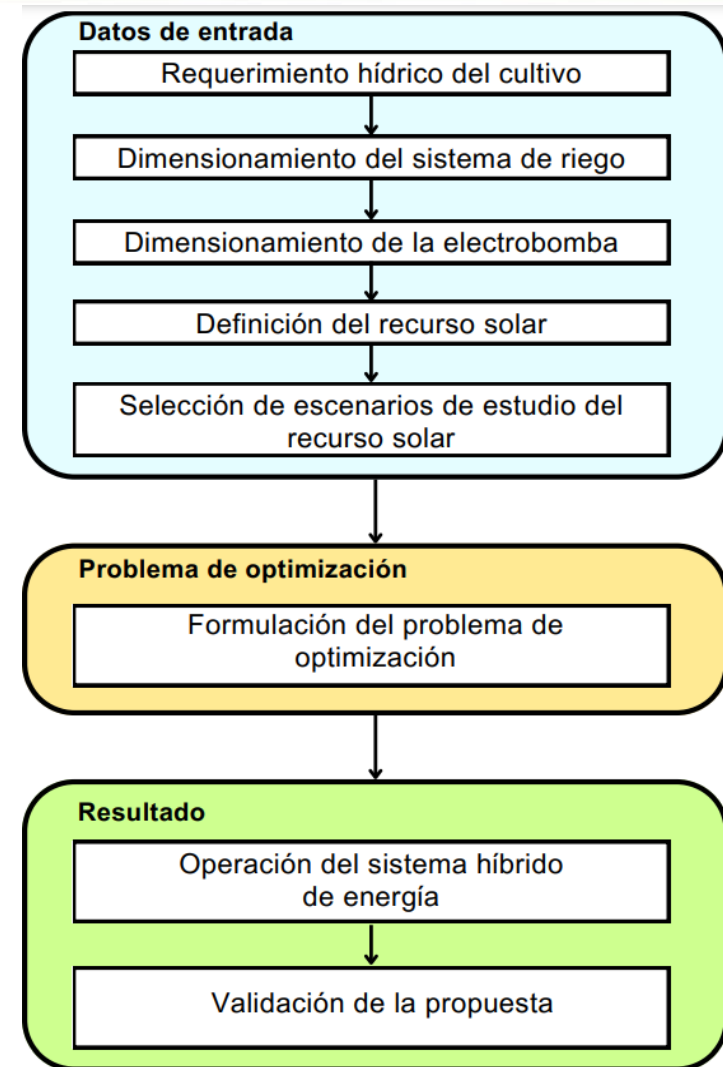 Datos de entrada
Requerimiento hídrico del cultivo
Dimensionamiento del sistema de riego
Dimensionamiento de la electrobomba
Definición del recurso solar
Selección de escenarios de estudio del
recurso solar
Problema de optimización
Formulación del problema de
optimización
Resultado
Operación del sistema híbrido
de energía
Validación de la propuesta